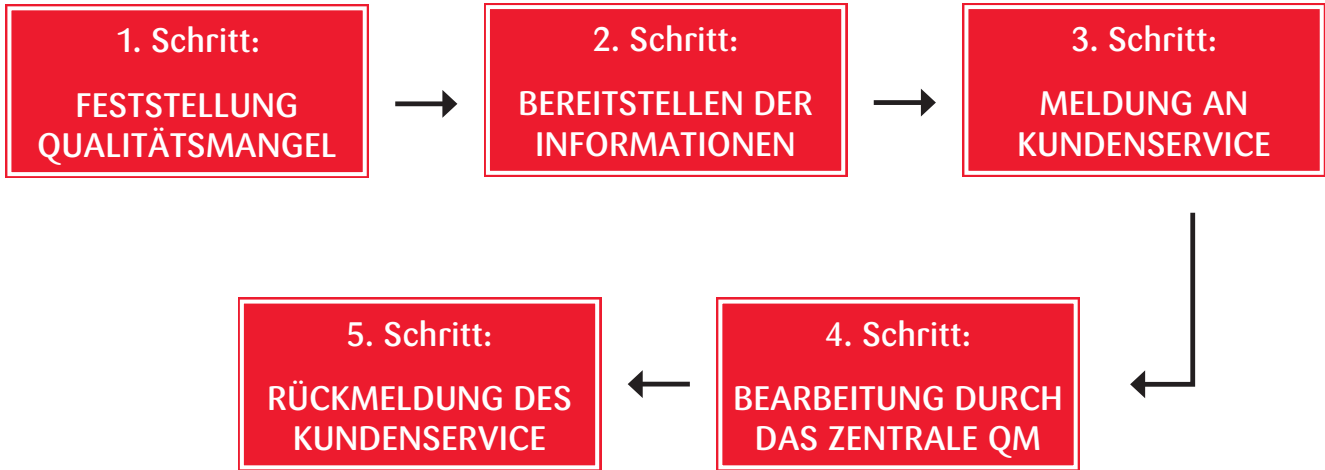 1. Schritt:
FESTSTELLUNG
QUALITÄTSMANGEL
2. Schritt:
BEREITSTELLEN DER
INFORMATIONEN
3. Schritt:
MELDUNG AN
KUNDENSERVICE
4. Schritt:
BEARBEITUNG DURCH
DAS ZENTRALE QM
5. Schritt:
RÜCKMELDUNG DES
KUNDENSERVICE